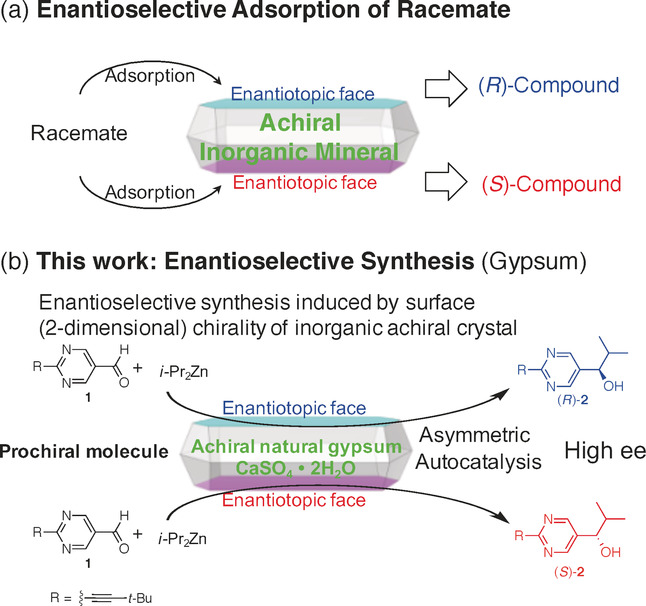 (a) Enantioselective Adsorption of Racemate
Adsorption
Enantiotopic face
(R)-Compound
Racemate
Achiral
Inorganic Mineral
Adsorption
Enantiotopic face
(S)-Compound
(b) This work: Enantioselective Synthesis (Gypsum)
Enantioselective synthesis induced by surface
(2-dimensional) chirality of inorganic achiral crystal
R N N H O + i-Pr₂Zn
1
N N R OH
(R)-2
Enantiotopic face
Prochiral molecule
Achiral natural gypsum
CaSO₄ • 2H₂O
Asymmetric
Autocatalysis
High ee
Enantiotopic face
R N N H O + i-Pr₂Zn
1
N N R OH
(S)-2
R = t-Bu